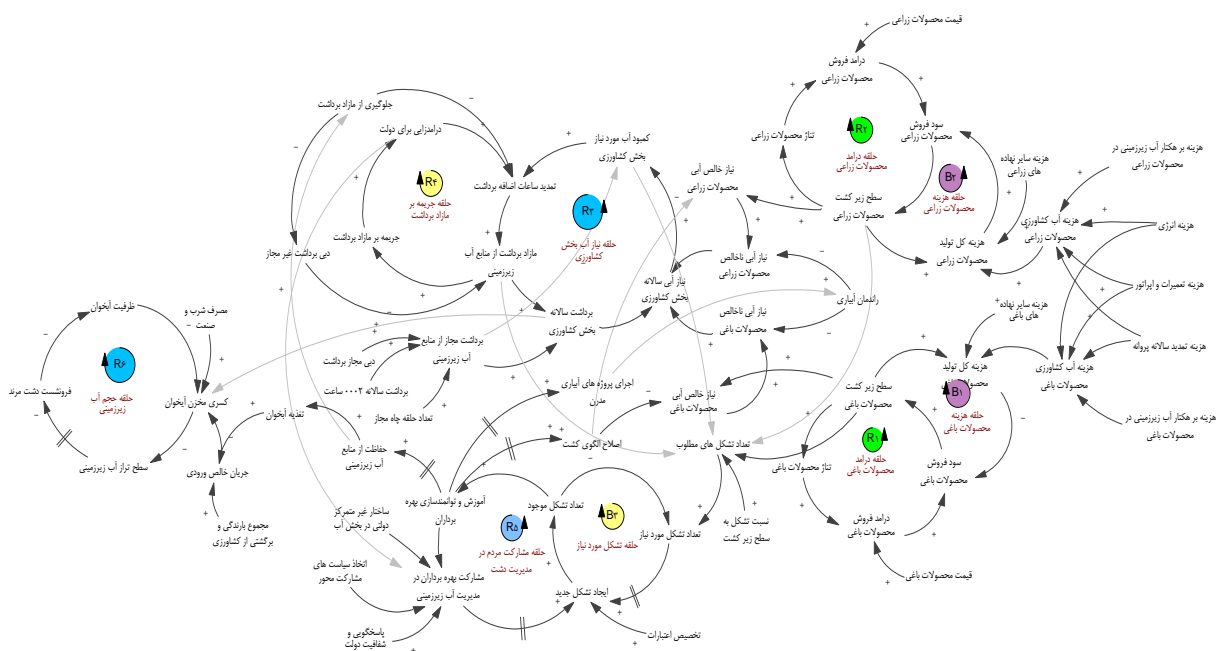 قیمت محصولات زراعی
درامد فروش
محصولات زراعی
سود فروش
محصولات زراعی
تناژ محصولات زراعی
R۲
حلقه درامد
محصولات زراعی
B۲
حلقه هزینه
محصولات زراعی
سطح زیر کشت
محصولات زراعی
هزینه سایر نهاده
های زراعی
هزینه کل تولید
محصولات زراعی
هزینه بر هکتار آب زیرزمینی در
محصولات زراعی
هزینه آب کشاورزی
محصولات زراعی
هزینه انرژی
هزینه تعمیرات و اپراتور
هزینه تمدید سالانه پروانه
هزینه آب کشاورزی
محصولات باغی
هزینه بر هکتار آب زیرزمینی در
محصولات باغی
هزینه سایر نهاده
های باغی
هزینه کل تولید
محصولات باغی
B۱
حلقه هزینه
محصولات باغی
سطح زیر کشت
محصولات باغی
R۱
حلقه درامد
محصولات باغی
سود فروش
محصولات باغی
تناژ محصولات باغی
درامد فروش
محصولات باغی
قیمت محصولات باغی
جلوگیری از مازاد برداشت
درامدزایی برای دولت
R۴
حلقه جریمه بر
مازاد برداشت
تمدید ساعات اضافه برداشت
جریمه بر مازاد برداشت
دبی برداشت غیر مجاز
مازاد برداشت از منابع آب
زیرزمینی
کمبود آب مورد نیاز
بخش کشاورزی
R۳
حلقه نیاز آب بخش
کشاورزی
نیاز خالص آبی
محصولات زراعی
نیاز آبی ناخالص
محصولات زراعی
نیاز آبی سالانه
بخش کشاورزی
راندمان آبیاری
نیاز آبی ناخالص
محصولات باغی
نیاز خالص آبی
محصولات باغی
برداشت سالانه
بخش کشاورزی
برداشت مجاز از منابع
آب زیرزمینی
دبی مجاز برداشت
برداشت سالانه ۰۰۰۲ ساعت
تعداد حلقه چاه مجاز
اجرای پروژه های آبیاری
مدرن
اصلاح الگوی کشت
تعداد تشکل های مطلوب
نسبت تشکل به
سطح زیر کشت
ظرفیت آبخوان
مصرف شرب و
صنعت
R۶
حلقه حجم آب
زیرزمینی
فرونشست دشت مرند
کسری مخزن آبخوان
سطح تراز آب زیرزمینی
تغذیه آبخوان
جریان خالص ورودی
مجموع بارندگی و
برگشتی از کشاورزی
حفاظت از منابع
آب زیرزمینی
آموزش و توانمندسازی بهره
برداران
تعداد تشکل موجود
R۵
حلقه مشارکت مردم در
مدیریت دشت
B۳
حلقه تشکل مورد نیاز
تعداد تشکل مورد نیاز
ساختار غیر متمرکز
دولتی در بخش آب
اتخاذ سیاست های
مشارکت محور
مشارکت بهره برداران در
مدیریت آب زیرزمینی
ایجاد تشکل جدید
تخصیص اعتبارات
پاسخگویی و
شفافیت دولت